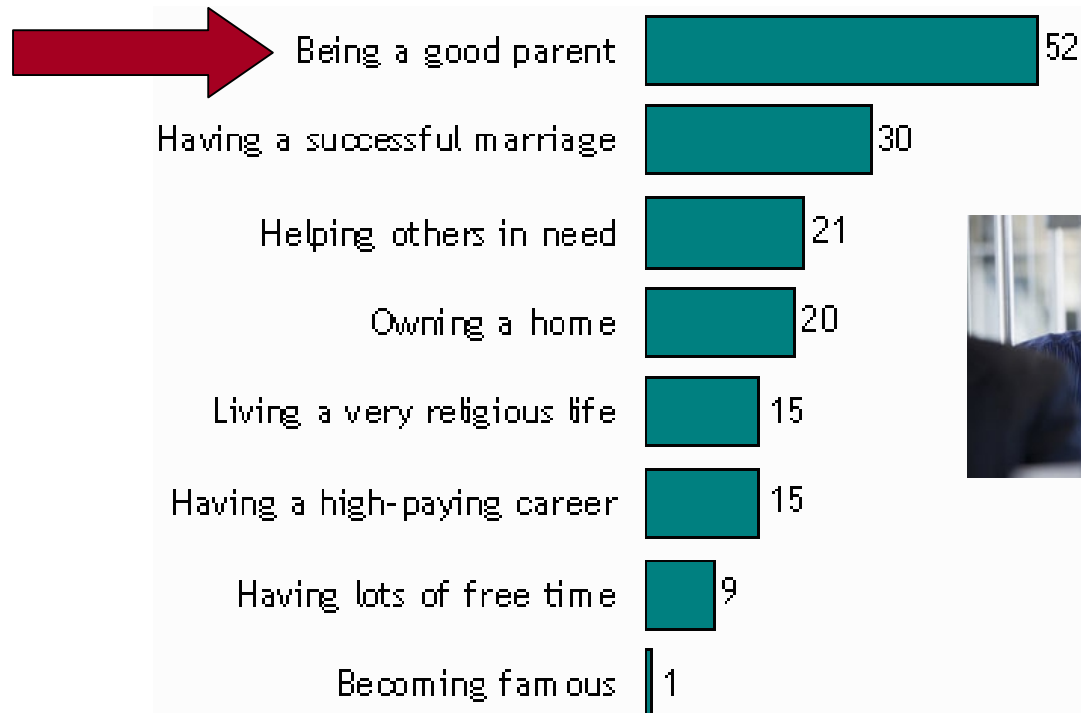 Being a good parent 52
Having a successful marriage 30
Helping others in need 21
Owning a home 20
Living a very religious life 15
Having a high-paying career 15
Having lots of free time 9
Becoming famous 1